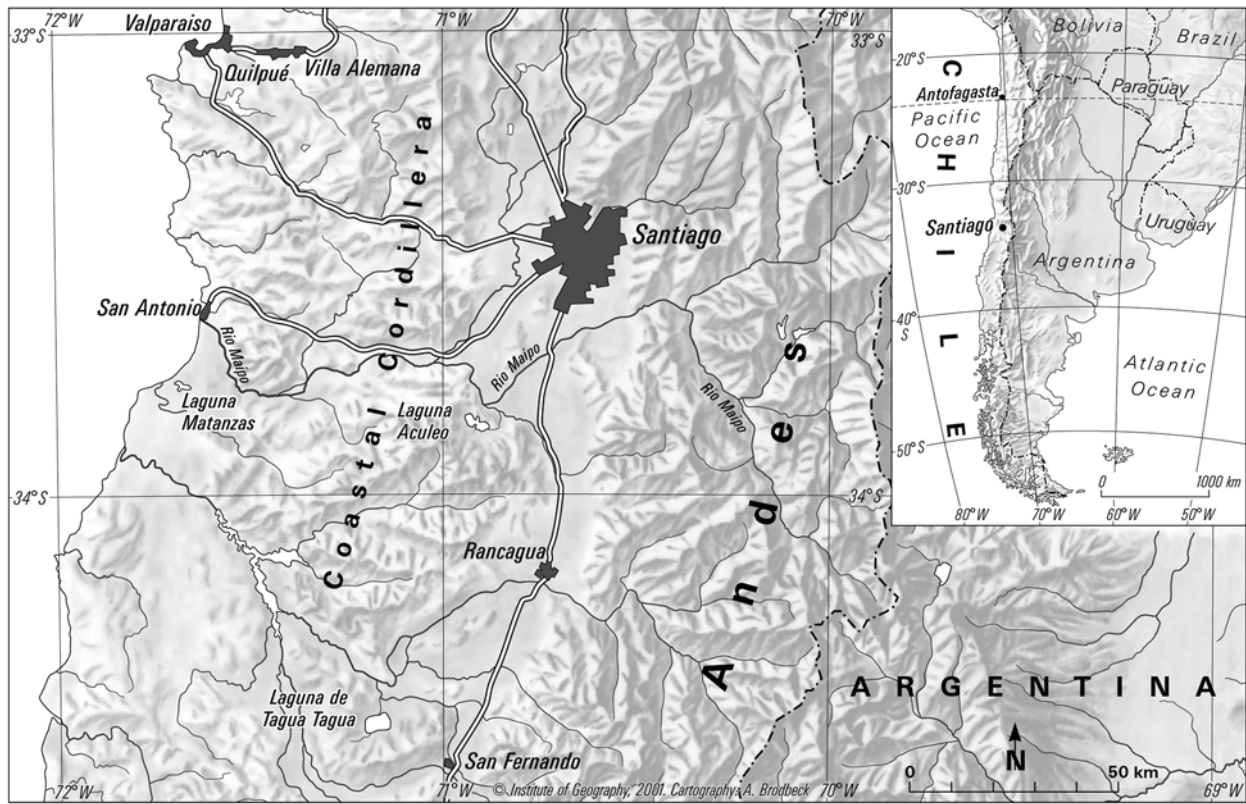 72°W
71°W
70°W
33°S
33°S
Valparaiso
Quilpué
Villa Alemana
Santiago
San Antonio
Rio Maipo
Rio Maipo
Rio Maipo
Laguna
Matanzas
Laguna
Aculeo
Coastal Cordillera
Andes
34°S
34°S
Rancagua
Laguna de
Tagua Tagua
San Fernando
ARGENTINA
N
0 50 km
72°W
71°W
70°W
69°W
© Institute of Geography, 2001. Cartography: A. Brodbeck
Bolivia
Brazil
20°S
CHILE
Antofagasta
Paraguay
Pacific
Ocean
30°S
Santiago
Uruguay
Argentina
40°S
Atlantic
Ocean
50°S
0 1000 km
80°W
70°W
60°W
50°W